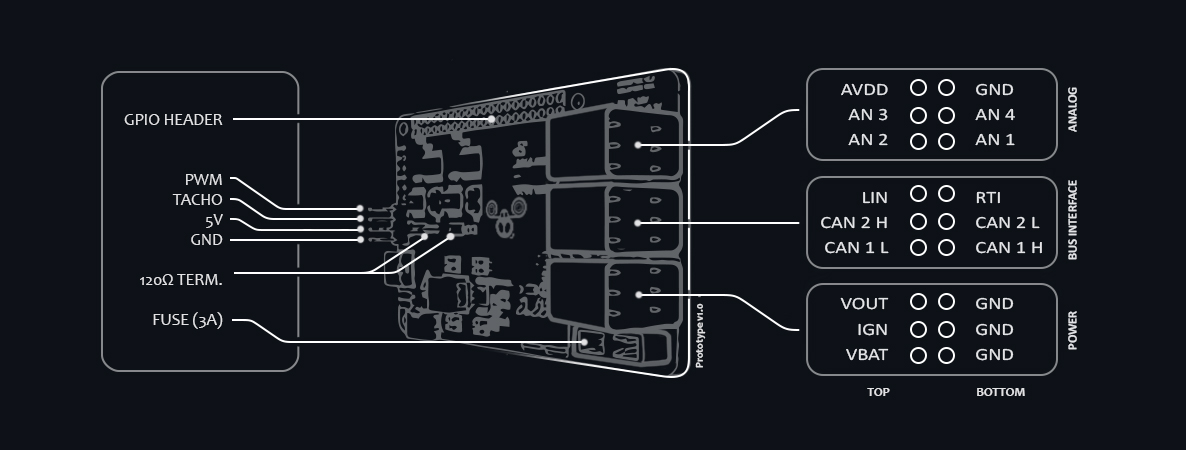 GPIO HEADER
PWM
TACHO
5V
GND
120Ω TERM.
FUSE (3A)
Prototype v1.0
AVDD GND
AN 3 AN 4
AN 2 AN 1
ANALOG
LIN RTI
CAN 2 H CAN 2 L
CAN 1 L CAN 1 H
BUS INTERFACE
VOUT GND
IGN GND
VBAT GND
POWER
TOP BOTTOM